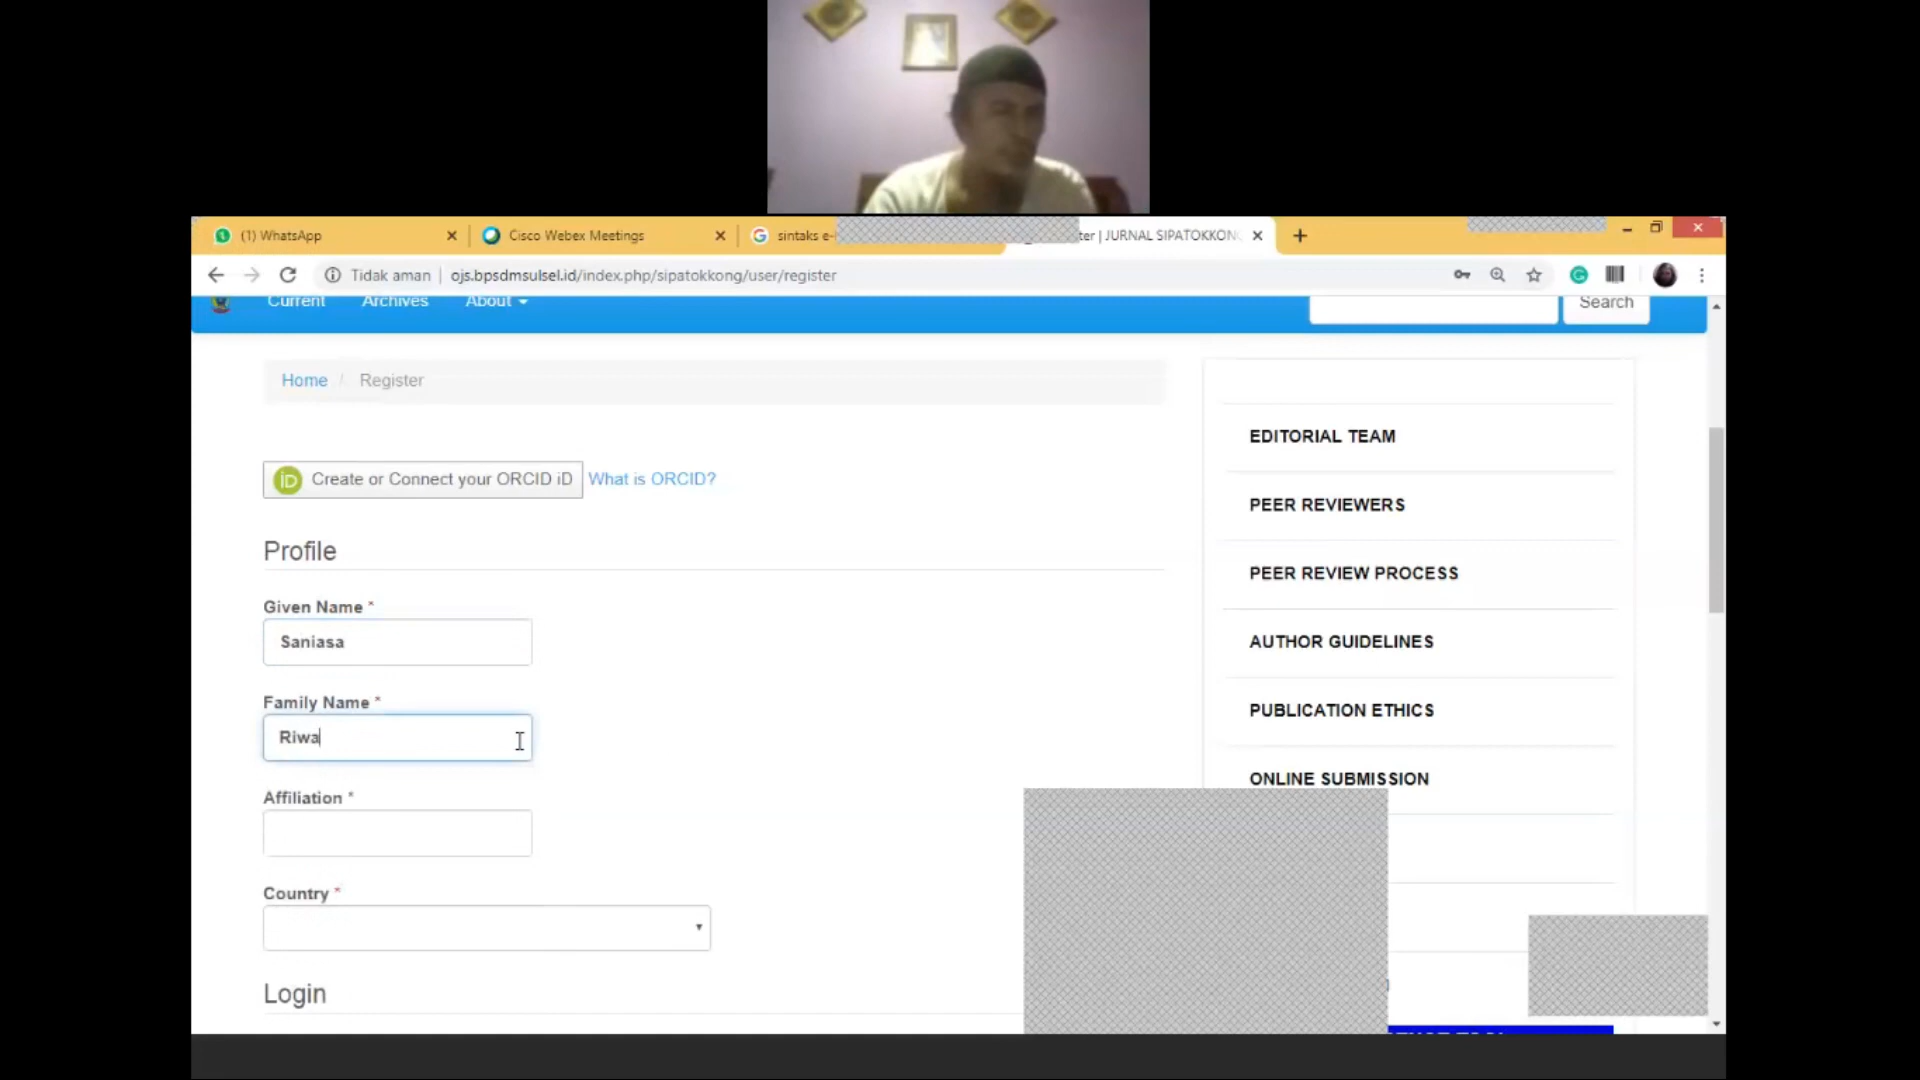 (1) WhatsApp
Cisco Webex Meetings
sintaks e-
ter | JURNAL SIPATOKKONG
Tidak aman
ojs.bpsdmsulsel.id/index.php/sipatokkong/user/register
Current
Archives
About
Search
Home / Register
iD
Create or Connect your ORCID iD
What is ORCID?
Profile
Given Name *
Saniasa
Family Name *
Riwa
Affiliation *
Country *
Login
EDITORIAL TEAM
PEER REVIEWERS
PEER REVIEW PROCESS
AUTHOR GUIDELINES
PUBLICATION ETHICS
ONLINE SUBMISSION